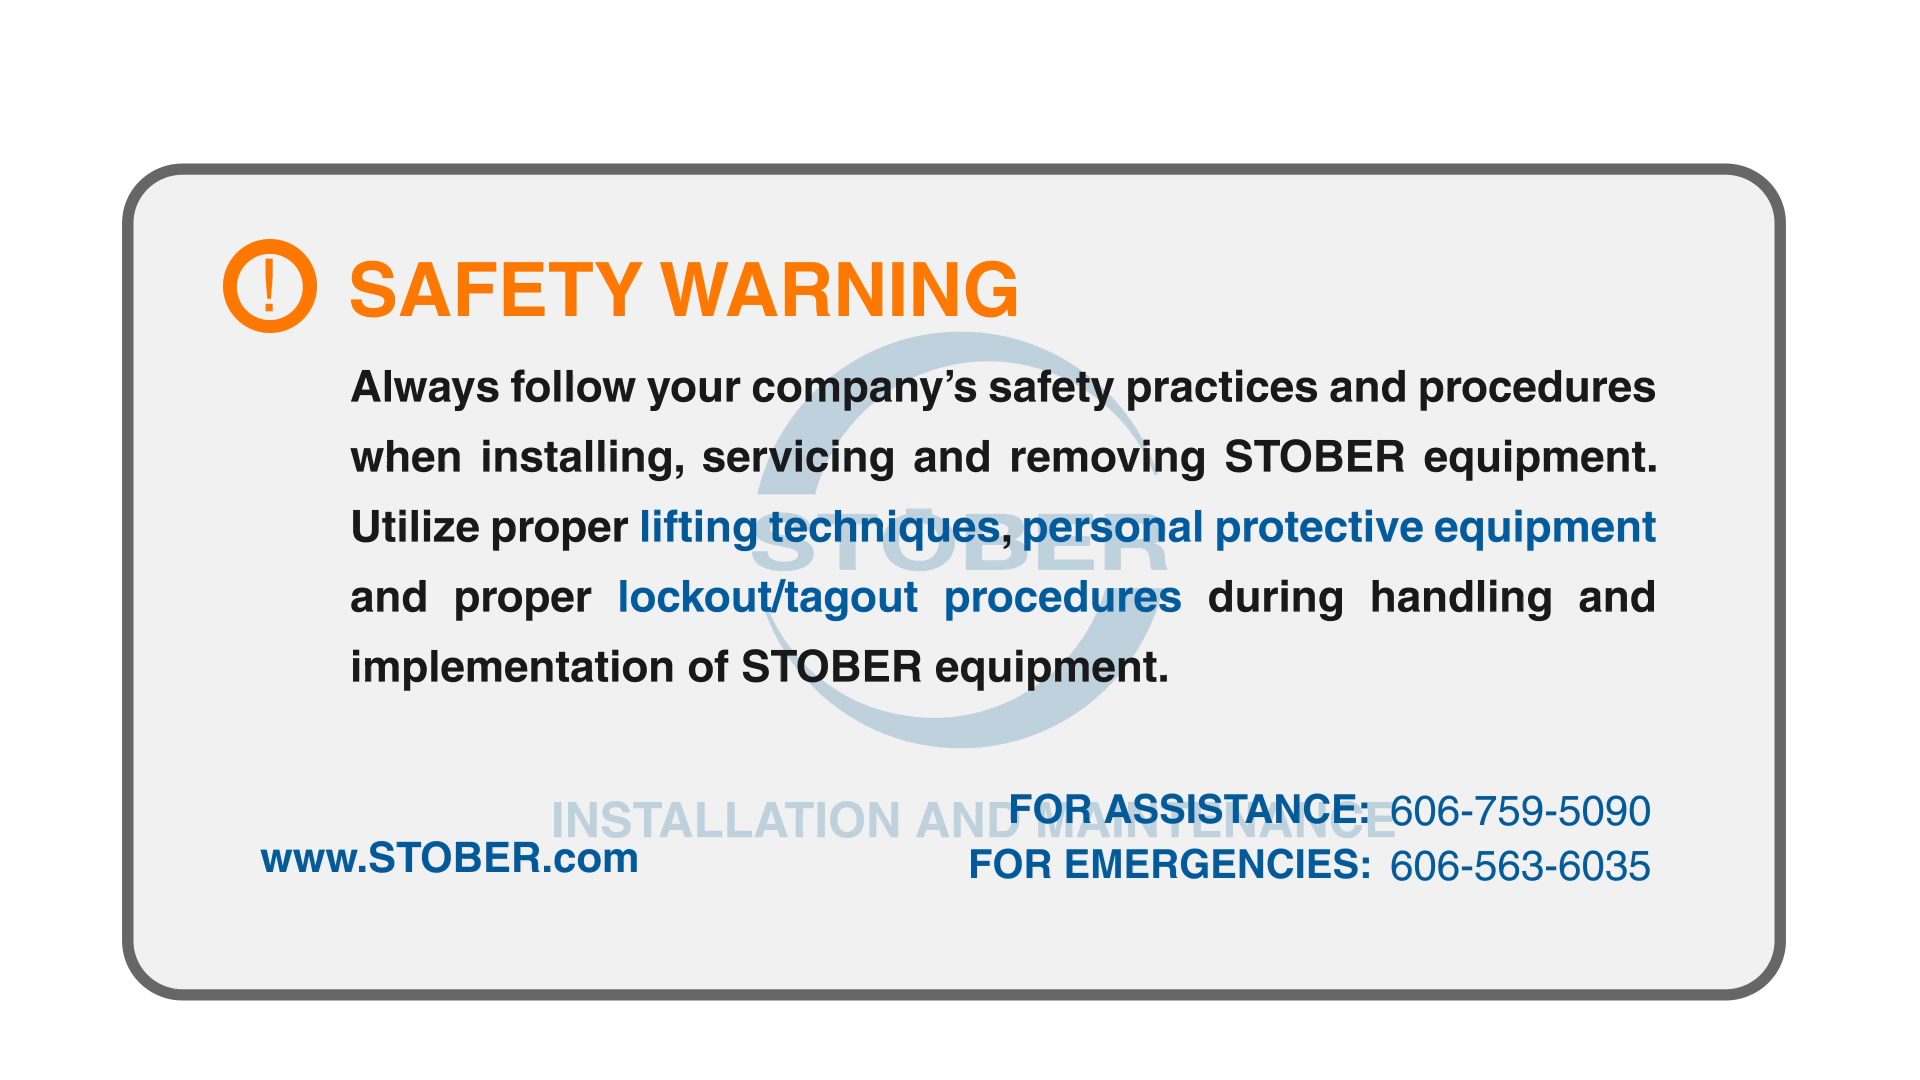 ! SAFETY WARNING
Always follow your company’s safety practices and procedures
when installing, servicing and removing STOBER equipment.
Utilize proper lifting techniques, personal protective equipment
and proper lockout/tagout procedures during handling and
implementation of STOBER equipment.
STÖBER
INSTALLATION AND MAINTENANCE
FOR ASSISTANCE: 606-759-5090
www.STOBER.com
FOR EMERGENCIES: 606-563-6035